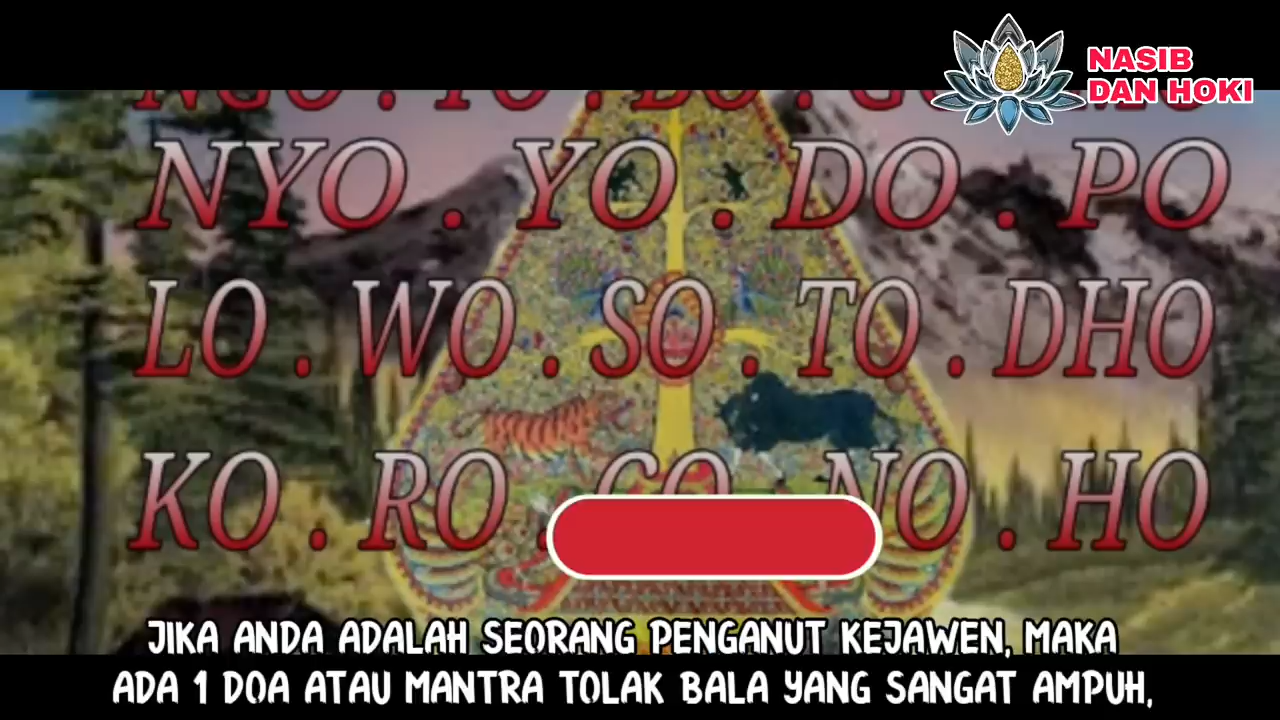 NASIB
DAN HOKI
NYO . YO . DO . PO
LO . WO . SO . TO . DHO
KO . RO . CO . NO . HO
JIKA ANDA ADALAH SEORANG PENGANUT KEJAWEN, MAKA
ADA 1 DOA ATAU MANTRA TOLAK BALA YANG SANGAT AMPUH,